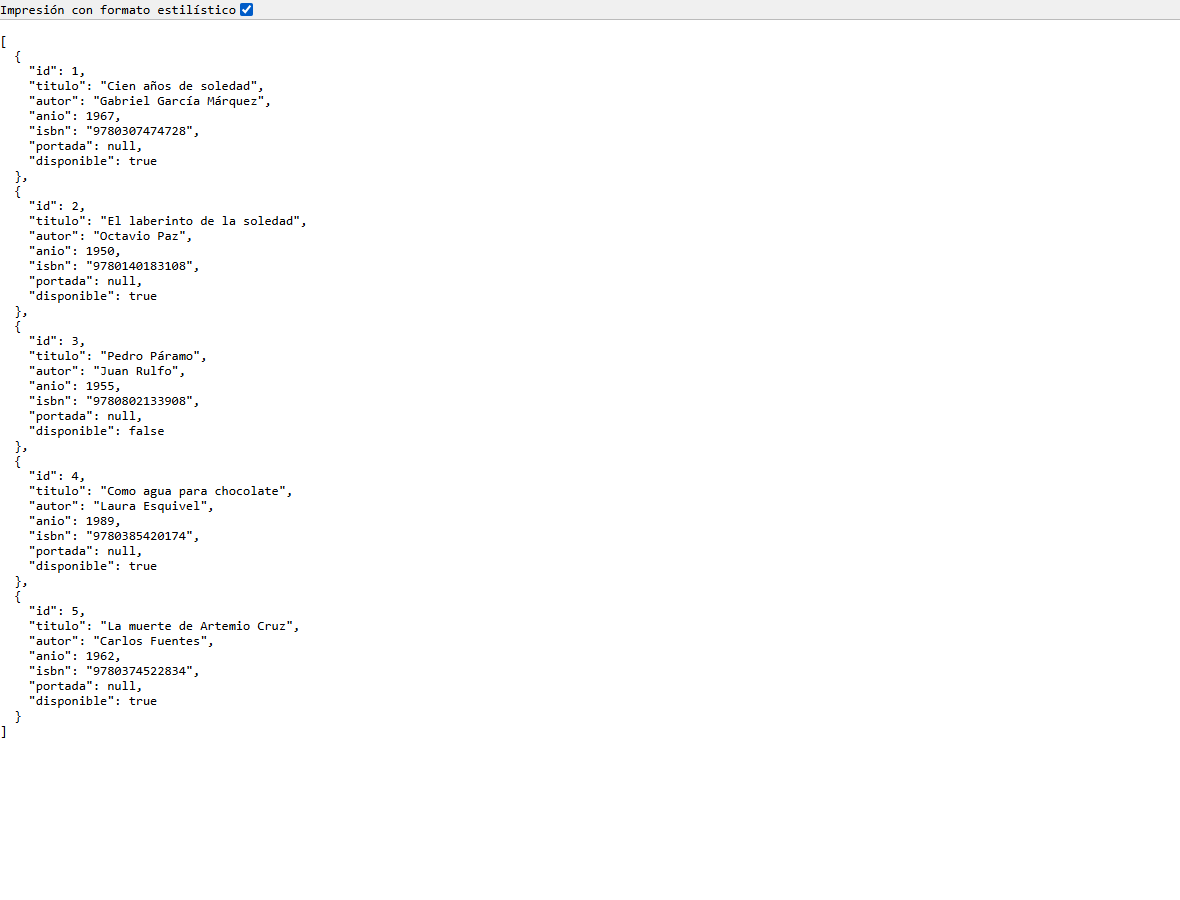 Impresión con formato estilístico
[
  {
    "id": 1,
    "titulo": "Cien años de soledad",
    "autor": "Gabriel García Márquez",
    "anio": 1967,
    "isbn": "9780307474728",
    "portada": null,
    "disponible": true
  },
  {
    "id": 2,
    "titulo": "El laberinto de la soledad",
    "autor": "Octavio Paz",
    "anio": 1950,
    "isbn": "9780140183108",
    "portada": null,
    "disponible": true
  },
  {
    "id": 3,
    "titulo": "Pedro Páramo",
    "autor": "Juan Rulfo",
    "anio": 1955,
    "isbn": "9780802133908",
    "portada": null,
    "disponible": false
  },
  {
    "id": 4,
    "titulo": "Como agua para chocolate",
    "autor": "Laura Esquivel",
    "anio": 1989,
    "isbn": "9780385420174",
    "portada": null,
    "disponible": true
  },
  {
    "id": 5,
    "titulo": "La muerte de Artemio Cruz",
    "autor": "Carlos Fuentes",
    "anio": 1962,
    "isbn": "9780374522834",
    "portada": null,
    "disponible": true
  }
]